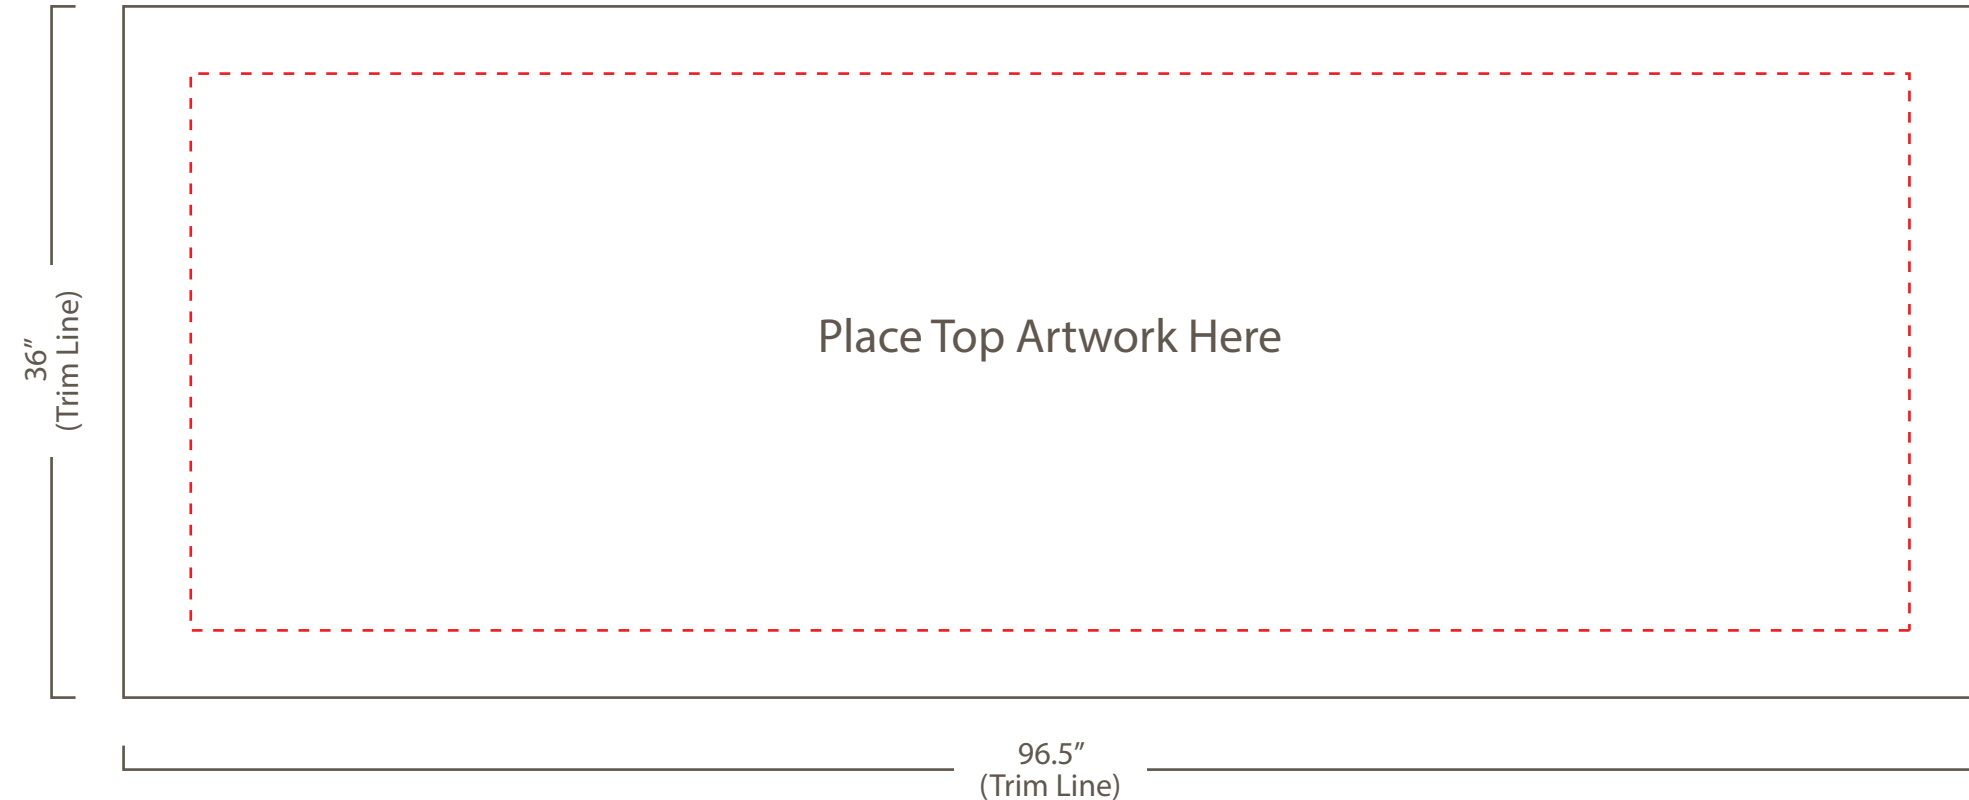 36”
(Trim Line)
Place Top Artwork Here
96.5”
(Trim Line)